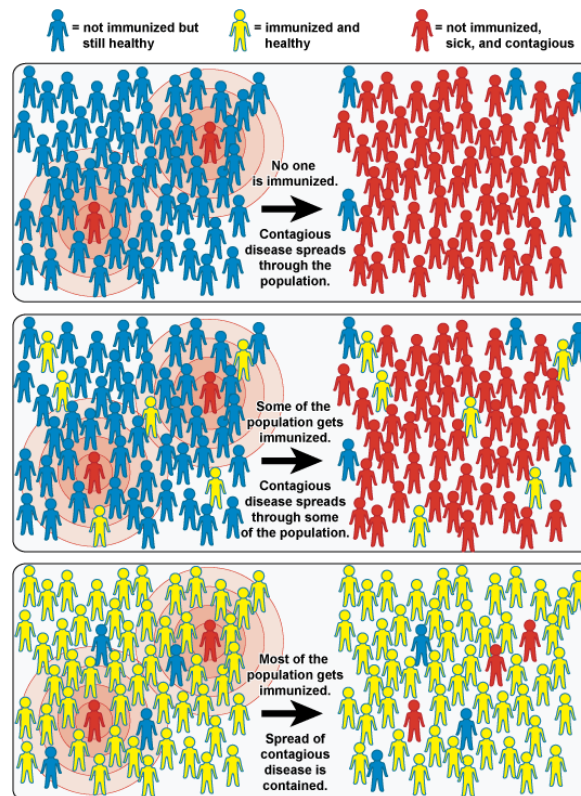 = not immunized but
still healthy
= immunized and
healthy
= not immunized,
sick, and contagious
No one
is immunized.
Contagious
disease spreads
through the
population.
Some of the
population gets
immunized.
Contagious
disease spreads
through some
of the population.
Most of the
population gets
immunized.
Spread of
contagious
disease is
contained.